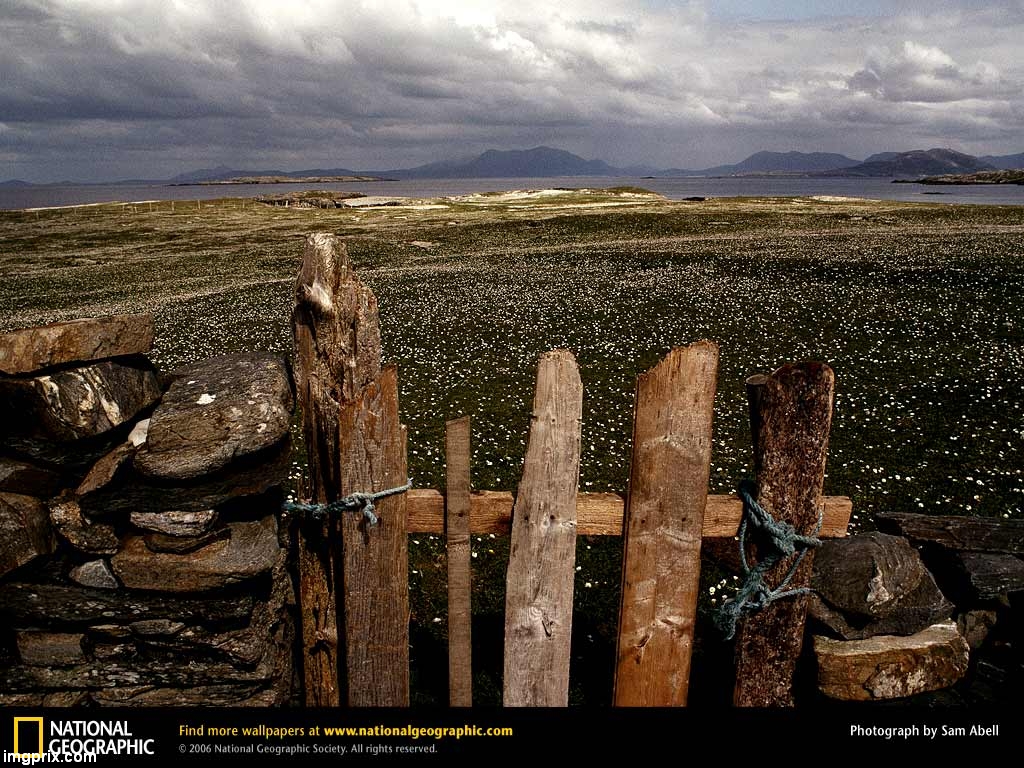 NATIONAL
GEOGRAPHIC
Find more wallpapers at www.nationalgeographic.com
© 2006 National Geographic Society. All rights reserved.
Photograph by Sam Abell
imgprix.com